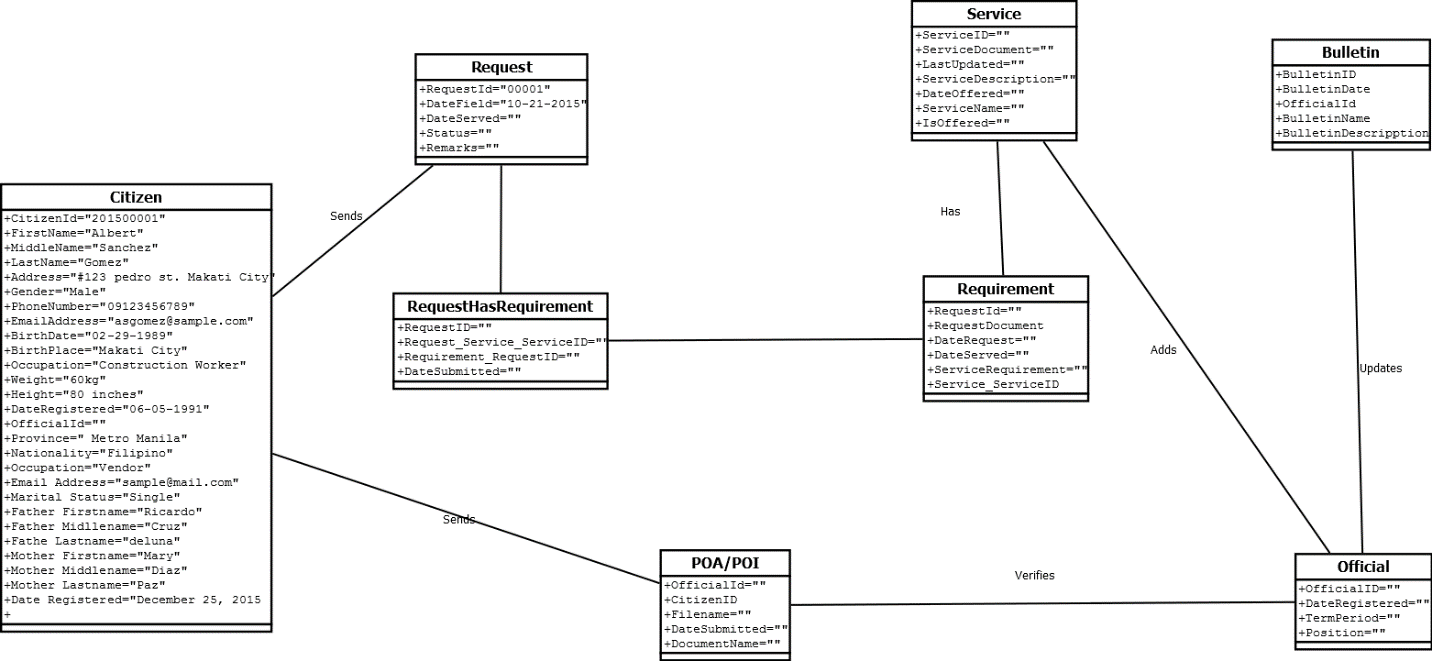 Service
+ServiceID=""
+ServiceDocument=""
+LastUpdated=""
+ServiceDescription=""
+DateOffered=""
+ServiceName=""
+IsOffered=""
Bulletin
+BulletinID
+BulletinDate
+OfficialId
+BulletinName
+BulletinDescripption
Request
+RequestId="00001"
+DateField="10-21-2015"
+DateServed=""
+Status=""
+Remarks=""
Citizen
+CitizenId="201500001"
+FirstName="Albert"
+MiddleName="Sanchez"
+LastName="Gomez"
+Address="#123 pedro st. Makati City"
+Gender="Male"
+PhoneNumber="09123456789"
+EmailAddress="asgomez@sample.com"
+BirthDate="02-29-1989"
+BirthPlace="Makati City"
+Occupation="Construction Worker"
+Weight="60kg"
+Height="80 inches"
+DateRegistered="06-05-1991"
+OfficialId=""
+Province=" Metro Manila"
+Nationality="Filipino"
+Occupation="Vendor"
+Email Address="sample@mail.com"
+Marital Status="Single"
+Father Firstname="Ricardo"
+Father Midllename="Cruz"
+Fathe Lastname="deluna"
+Mother Firstname="Mary"
+Mother Middlename="Diaz"
+Mother Lastname="Paz"
+Date Registered="December 25, 2015
+
Sends
Has
RequestHasRequirement
+RequestID=""
+Request_Service_ServiceID=""
+Requirement_RequestID=""
+DateSubmitted=""
Requirement
+RequestId=""
+RequestDocument
+DateRequest=""
+DateServed=""
+ServiceRequirement=""
+Service_ServiceID
Adds
Updates
Sends
Verifies
POA/POI
+OfficialId=""
+CitizenID
+Filename=""
+DateSubmitted=""
+DocumentName=""
Official
+OfficialID=""
+DateRegistered=""
+TermPeriod=""
+Position=""